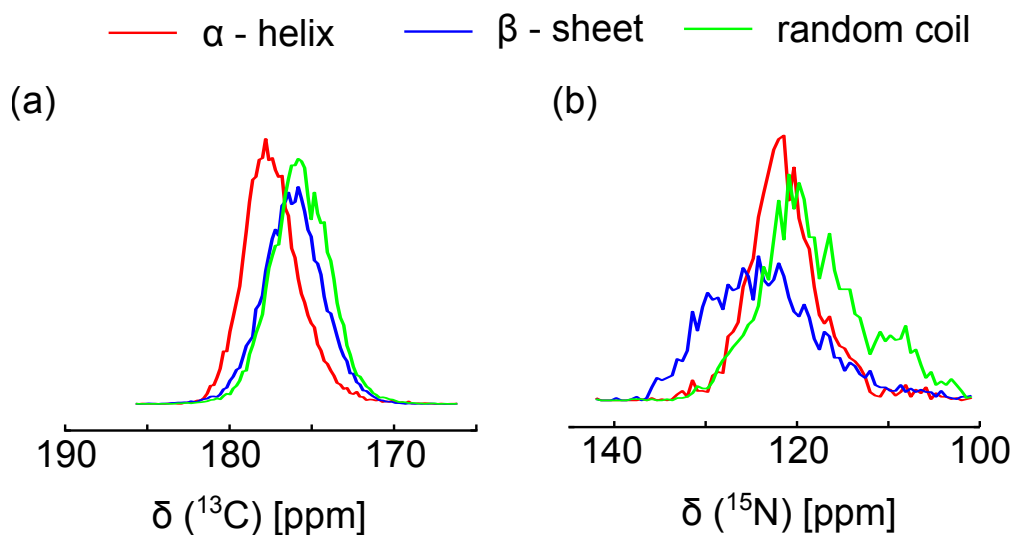 α - helix β - sheet random coil
(a) (b)
190 180 170 140 120 100
δ (¹³C) [ppm] δ (¹⁵N) [ppm]